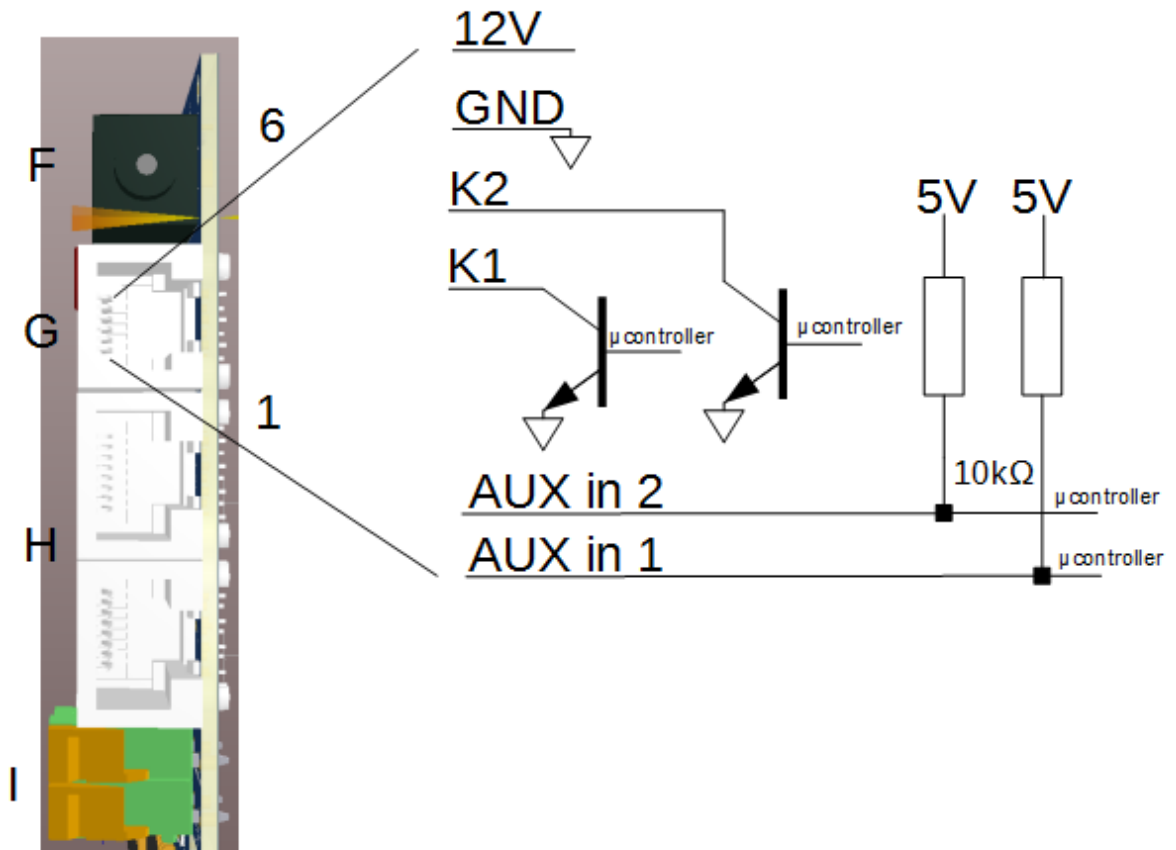 12V
6
GND
F
K2
5V 5V
K1
G
µ controller
µ controller
1
10kΩ
AUX in 2
µ controller
H
AUX in 1
µ controller
I